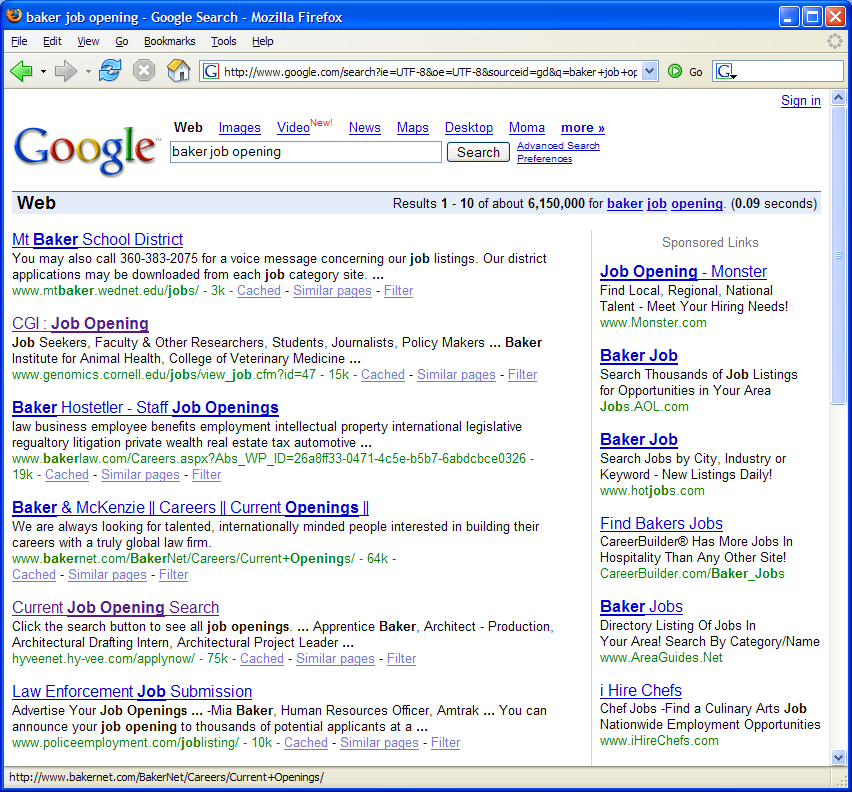 baker job opening - Google Search - Mozilla Firefox
File Edit View Go Bookmarks Tools Help
G http://www.google.com/search?ie=UTF-8&oe=UTF-8&sourceid=gd&q=baker+job+op Go G
Sign in
Google™
Web Images Video New! News Maps Desktop Moma more »
baker job opening Search Advanced Search
Preferences
Web Results 1 - 10 of about 6,150,000 for baker job opening. (0.09 seconds)
Mt Baker School District
You may also call 360-383-2075 for a voice message concerning our job listings. Our district
applications may be downloaded from each job category site. ...
www.mtbaker.wednet.edu/jobs/ - 3k - Cached - Similar pages - Filter
CGI : Job Opening
Job Seekers, Faculty & Other Researchers, Students, Journalists, Policy Makers ... Baker
Institute for Animal Health, College of Veterinary Medicine ...
www.genomics.cornell.edu/jobs/view_job.cfm?id=47 - 15k - Cached - Similar pages - Filter
Baker Hostetler - Staff Job Openings
law business employee benefits employment intellectual property international legislative
regualtory litigation private wealth real estate tax automotive ...
www.bakerlaw.com/Careers.aspx?Abs_WP_ID=26a8ff33-0471-4c5e-b5b7-6abdcbce0326 -
19k - Cached - Similar pages - Filter
Baker & McKenzie || Careers || Current Openings ||
We are always looking for talented, internationally minded people interested in building their
careers with a truly global law firm.
www.bakernet.com/BakerNet/Careers/Current+Openings/ - 64k -
Cached - Similar pages - Filter
Current Job Opening Search
Click the search button to see all job openings. ... Apprentice Baker, Architect - Production,
Architectural Drafting Intern, Architectural Project Leader ...
hyveenet.hy-vee.com/applynow/ - 75k - Cached - Similar pages - Filter
Law Enforcement Job Submission
Advertise Your Job Openings ... -Mia Baker, Human Resources Officer, Amtrak ... You can
announce your job opening to thousands of potential applicants at a ...
www.policeemployment.com/joblisting/ - 10k - Cached - Similar pages - Filter
Sponsored Links
Job Opening - Monster
Find Local, Regional, National
Talent - Meet Your Hiring Needs!
www.Monster.com
Baker Job
Search Thousands of Job Listings
for Opportunities in Your Area
Jobs.AOL.com
Baker Job
Search Jobs by City, Industry or
Keyword - New Listings Daily!
www.hotjobs.com
Find Bakers Jobs
CareerBuilder® Has More Jobs In
Hospitality Than Any Other Site!
CareerBuilder.com/Baker_Jobs
Baker Jobs
Directory Listing Of Jobs In
Your Area! Search By Category/Name
www.AreaGuides.Net
i Hire Chefs
Chef Jobs -Find a Culinary Arts Job
Nationwide Employment Opportunities
www.iHireChefs.com
http://www.bakernet.com/BakerNet/Careers/Current+Openings/